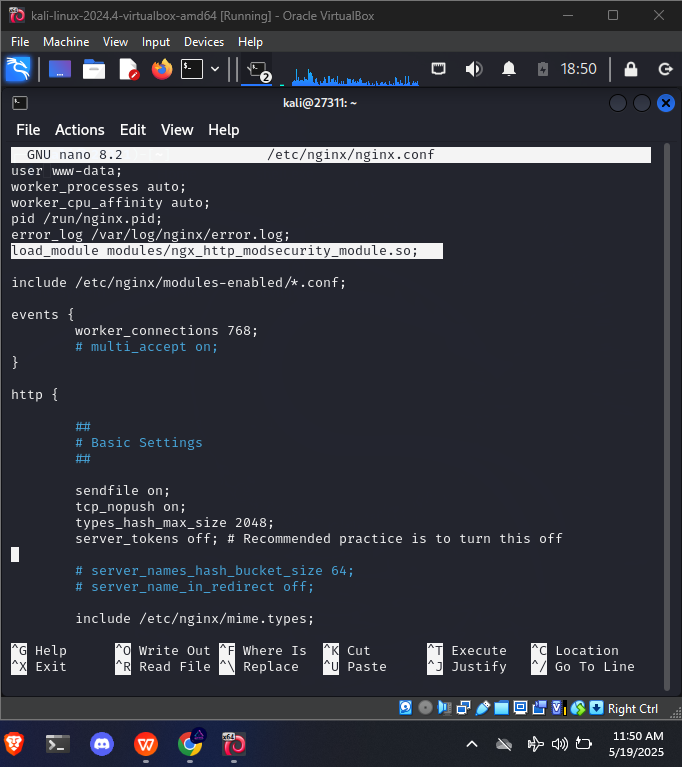 kali-linux-2024.4-virtualbox-amd64 [Running] - Oracle VirtualBox
File Machine View Input Devices Help
2
18:50
kali@27311: ~
File Actions Edit View Help
GNU nano 8.2 /etc/nginx/nginx.conf
user www-data;
worker_processes auto;
worker_cpu_affinity auto;
pid /run/nginx.pid;
error_log /var/log/nginx/error.log;
load_module modules/ngx_http_modsecurity_module.so;
include /etc/nginx/modules-enabled/*.conf;
events {
worker_connections 768;
# multi_accept on;
}
http {
##
# Basic Settings
##
sendfile on;
tcp_nopush on;
types_hash_max_size 2048;
server_tokens off; # Recommended practice is to turn this off
# server_names_hash_bucket_size 64;
# server_name_in_redirect off;
include /etc/nginx/mime.types;
^G Help ^O Write Out ^F Where Is ^K Cut ^T Execute ^C Location
^X Exit ^R Read File ^\ Replace ^U Paste ^J Justify ^/ Go To Line
Right Ctrl
x64
11:50 AM
5/19/2025